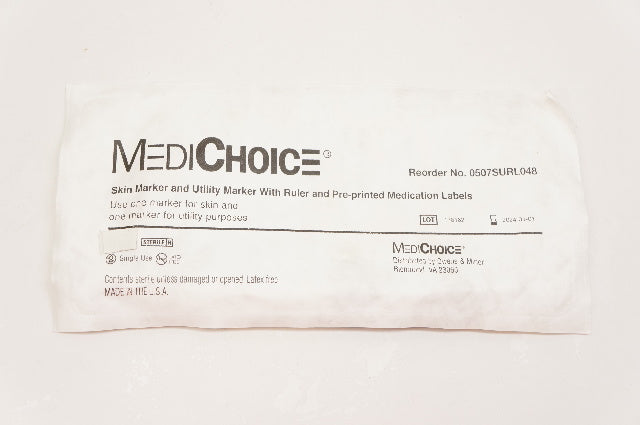 MEDICHOICE®
Reorder No. 0507SURL048
Skin Marker and Utility Marker With Ruler and Pre-printed Medication Labels
Use one marker for skin and
one marker for utility purposes
LOT
STERILE R
Single Use
MEDICHOICE®
Distributed by Owens & Minor
Richmond, VA
Contents sterile unless damaged or opened. Latex free.
MADE IN THE U.S.A.